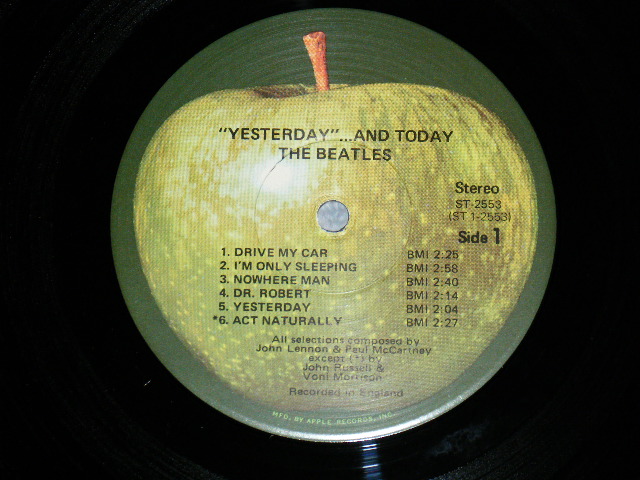 "YESTERDAY"...AND TODAY
THE BEATLES
Stereo
ST-2553
(ST 1-2553)
Side 1
1. DRIVE MY CAR BMI 2:25
2. I'M ONLY SLEEPING BMI 2:58
3. NOWHERE MAN BMI 2:40
4. DR. ROBERT BMI 2:14
5. YESTERDAY BMI 2:04
*6. ACT NATURALLY BMI 2:27
All selections composed by
John Lennon & Paul McCartney
except (*) by
John Russell &
Voni Morrison
Recorded in England
MFD. BY APPLE RECORDS, INC.